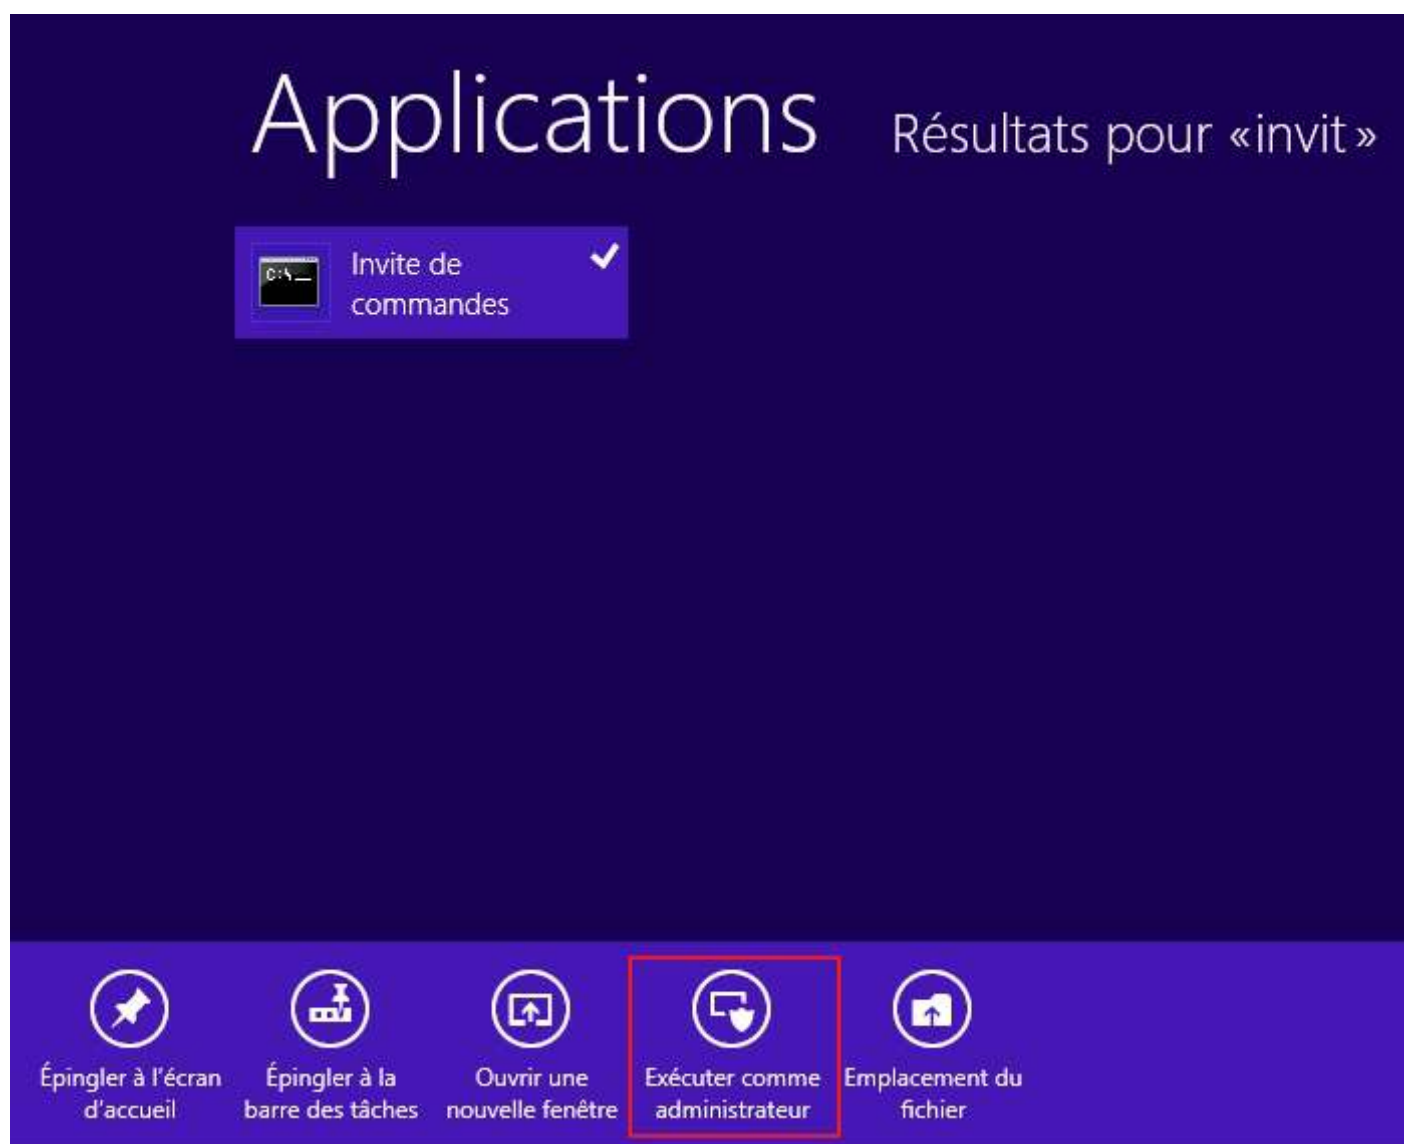 Applications Résultats pour «invit»
C:\_
Invite de
commandes
Épingler à l'écran
d'accueil
Épingler à la
barre des tâches
Ouvrir une
nouvelle fenêtre
Exécuter comme
administrateur
Emplacement du
fichier